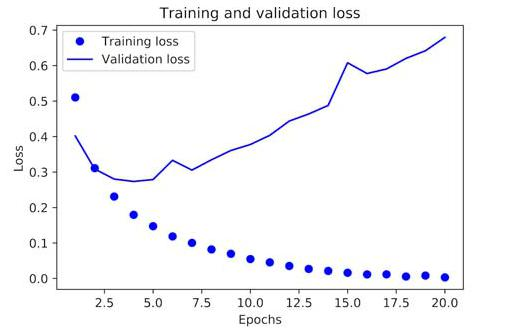 Training and validation loss
Training loss
Validation loss
0.7
0.6
0.5
0.4
0.3
0.2
0.1
0.0
Loss
2.5 5.0 7.5 10.0 12.5 15.0 17.5 20.0
Epochs